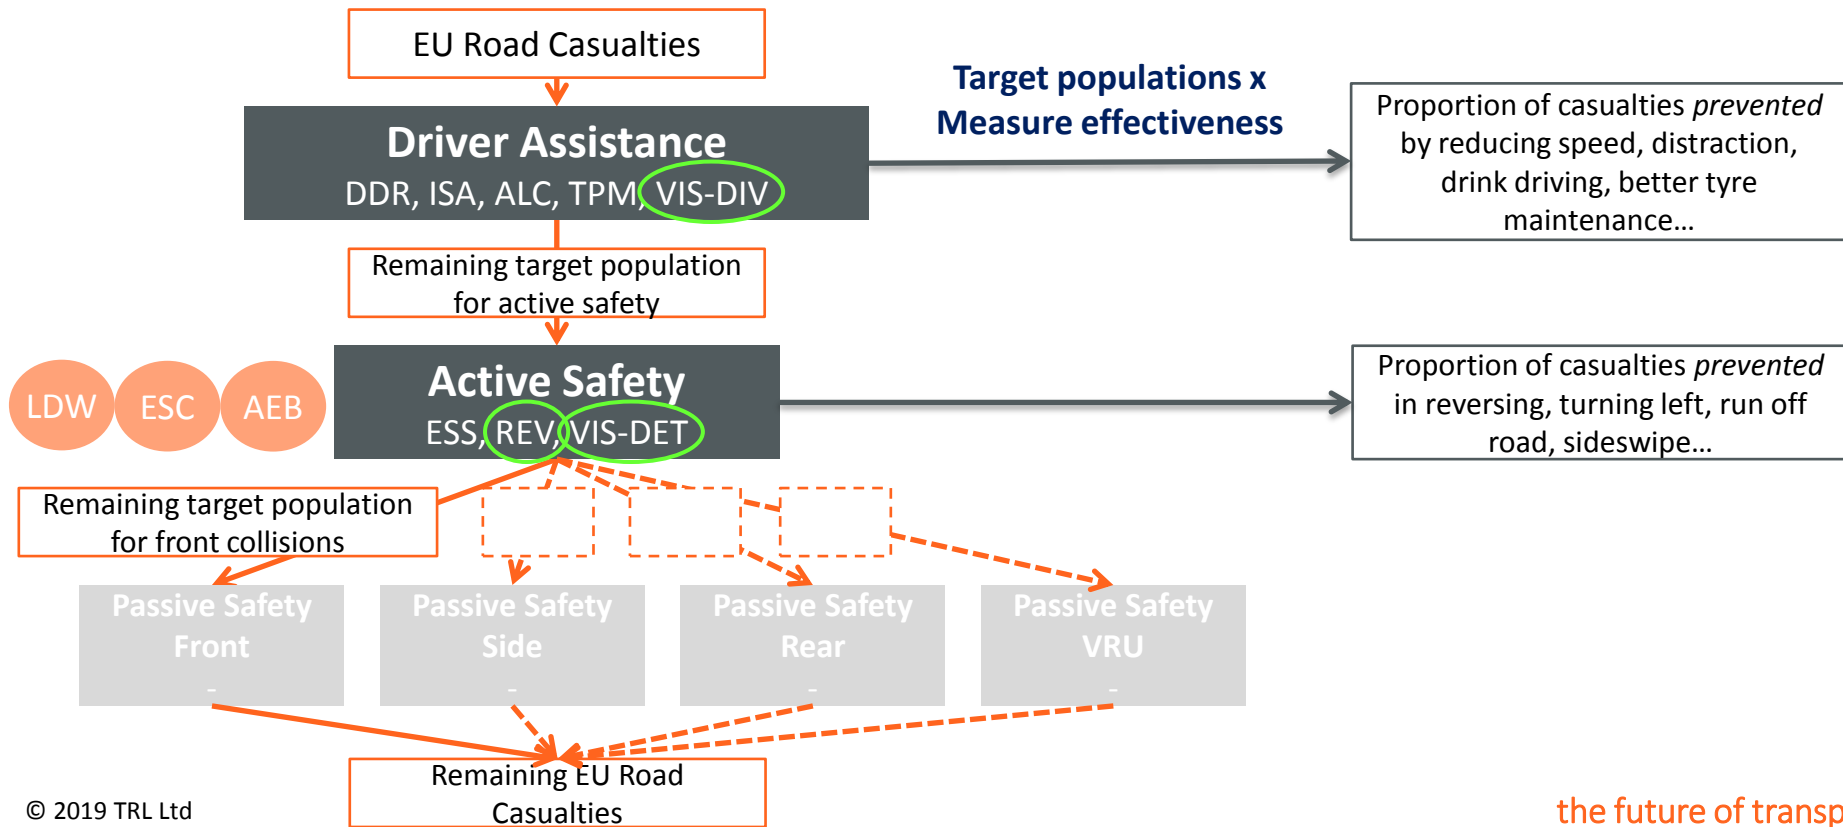 EU Road Casualties
Target populations x
Measure effectiveness
Proportion of casualties prevented
by reducing speed, distraction,
drink driving, better tyre
maintenance…
Driver Assistance
DDR, ISA, ALC, TPM, VIS-DIV
Remaining target population
for active safety
LDW
ESC
AEB
Active Safety
ESS, REV, VIS-DET
Proportion of casualties prevented
in reversing, turning left, run off
road, sideswipe…
Remaining target population
for front collisions
Passive Safety
Front
-
Passive Safety
Side
-
Passive Safety
Rear
-
Passive Safety
VRU
-
Remaining EU Road
Casualties
© 2019 TRL Ltd
the future of transp